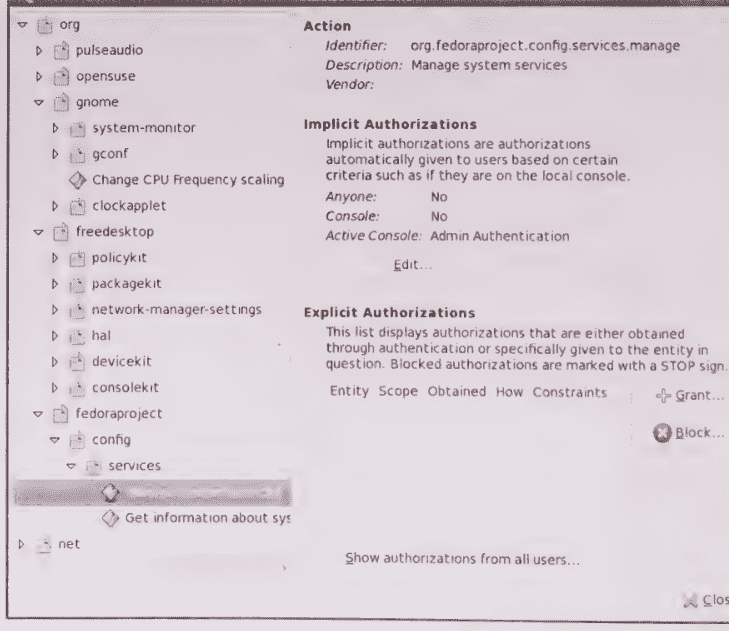 org
pulseaudio
opensuse
gnome
system-monitor
gconf
Change CPU Frequency scaling
clockapplet
freedesktop
policykit
packagekit
network-manager-settings
hal
devicekit
consolekit
fedoraproject
config
services
Get information about sys
net
Action
Identifier: org.fedoraproject.config.services.manage
Description: Manage system services
Vendor:
Implicit Authorizations
Implicit authorizations are authorizations
automatically given to users based on certain
criteria such as if they are on the local console.
Anyone: No
Console: No
Active Console: Admin Authentication
Edit...
Explicit Authorizations
This list displays authorizations that are either obtained
through authentication or specifically given to the entity in
question. Blocked authorizations are marked with a STOP sign.
Entity Scope Obtained How Constraints
Grant...
Block...
Show authorizations from all users...
Clos